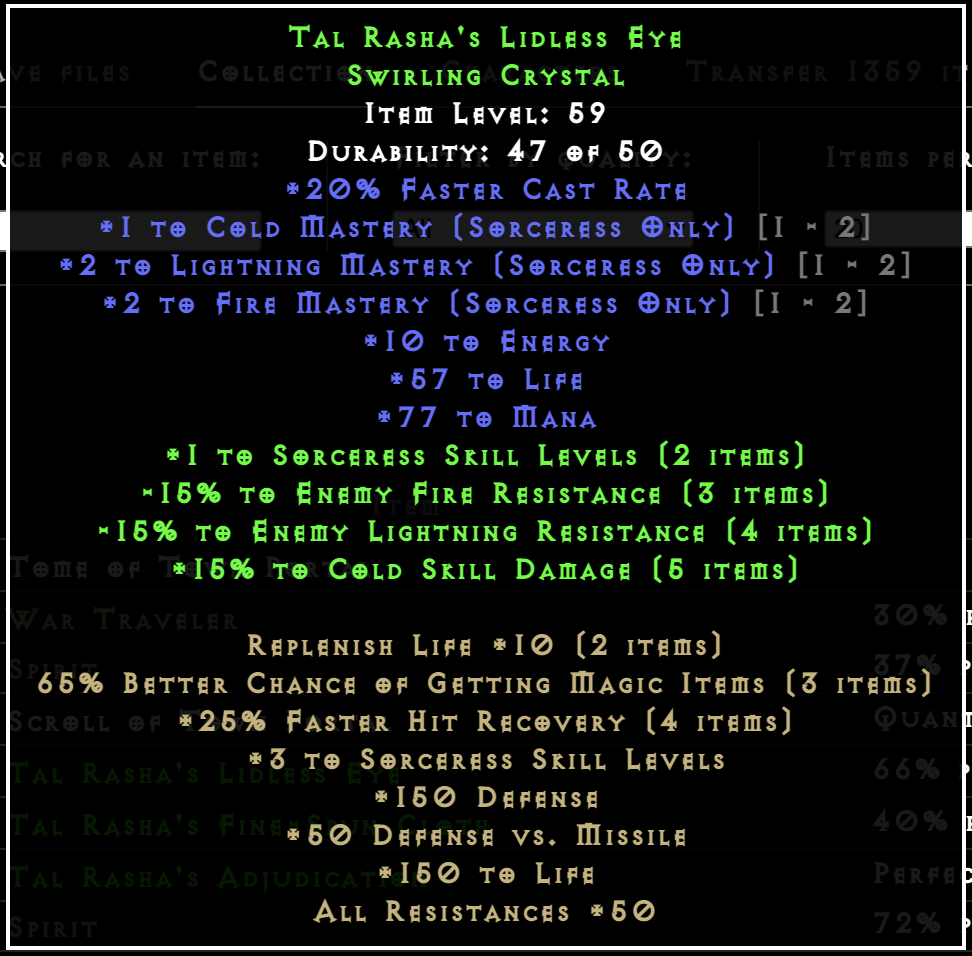 Tal Rasha's Lidless Eye
Swirling Crystal
Item Level: 59
Durability: 47 of 50
+20% Faster Cast Rate
+1 to Cold Mastery (Sorceress Only) [1 - 2]
+2 to Lightning Mastery (Sorceress Only) [1 - 2]
+2 to Fire Mastery (Sorceress Only) [1 - 2]
+10 to Energy
+57 to Life
+77 to Mana
+1 to Sorceress Skill Levels (2 items)
-15% to Enemy Fire Resistance (3 items)
-15% to Enemy Lightning Resistance (4 items)
+15% to Cold Skill Damage (5 items)
Replenish Life +10 (2 items)
65% Better Chance of Getting Magic Items (3 items)
+25% Faster Hit Recovery (4 items)
+3 to Sorceress Skill Levels
+150 Defense
+50 Defense vs. Missile
+150 to Life
All Resistances +50